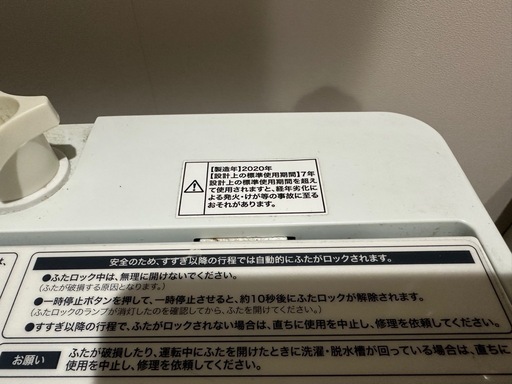 【製造年】2020年
【設計上の標準使用期間】7年
設計上の標準使用期間を超え
て使用されますと、経年劣化に
よる発火・けが等の事故に至る
おそれがあります。
は、
安全のため、すすぎ以降の行程では自動的にふたがロックされます。
●ふたロック中は、無理に開けないでください。
(ふたが破損する原因となります。)
●一時停止ボタンを押して、一時停止させると、約10秒後にふたロックが解除されます。
(ふたロックのランプが消灯したのを確認してから、ふたを開けてください。)
●すすぎ以降の行程で、ふたがロックされない場合は、直ちに使用を中止し、修理を依頼してください。
お願い
ふたが破損したり、運転中にふたを開けたときに洗濯・脱水槽が回っている場合は、直ちに
使用を中止し、修理を依頼してください。